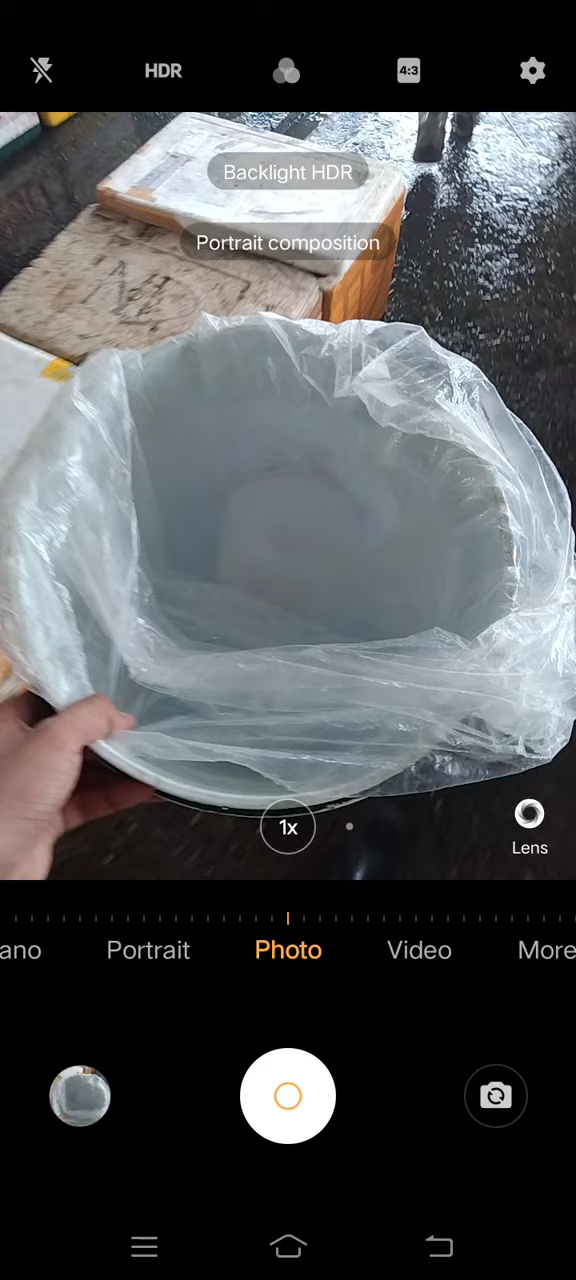 HDR
4:3
Backlight HDR
Portrait composition
1x
Lens
ano
Portrait
Photo
Video
More